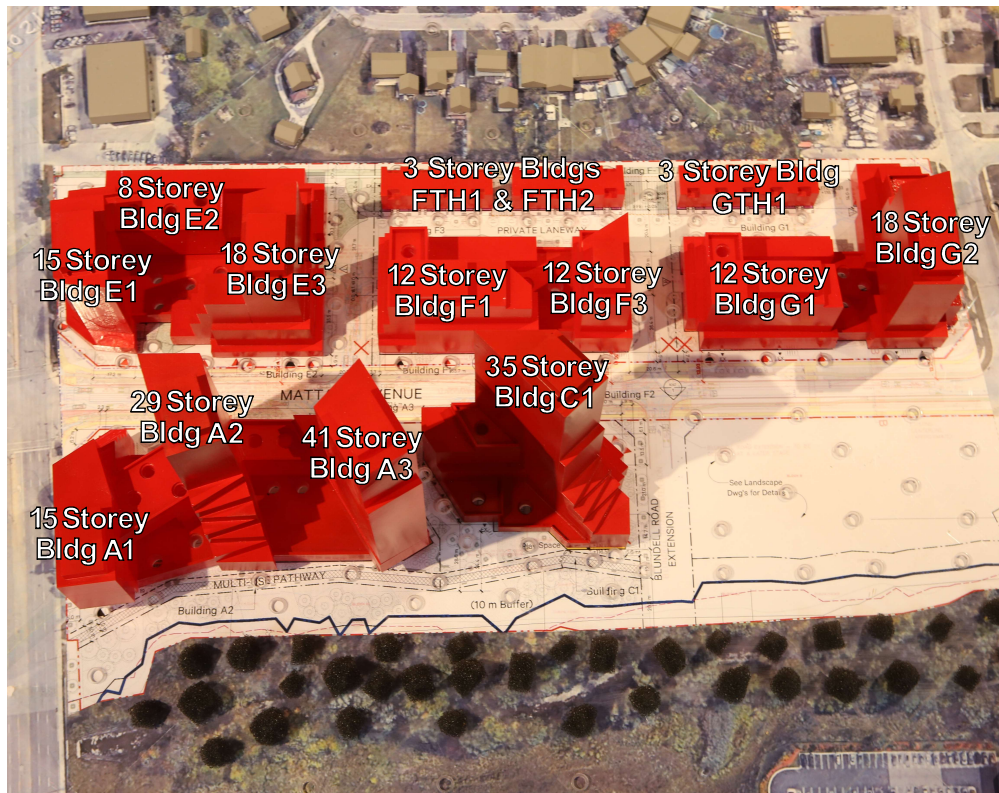 8 Storey
Bldg E2
3 Storey Bldgs
FTH1 & FTH2
3 Storey Bldg
GTH1
15 Storey
Bldg E1
18 Storey
Bldg E3
PRIVATE LANEWAY
Building G1
18 Storey
Bldg G2
12 Storey
Bldg F1
12 Storey
Bldg F3
12 Storey
Bldg G1
Building E2
35 Storey
Bldg C1
Building F2
29 Storey
Bldg A2
41 Storey
Bldg A3
See Landscape
Dwg's for Details
15 Storey
Bldg A1
BLUNDELL ROAD
EXTENSION
MULTI-USE PATHWAY
Building A2
(10 m Buffer)
Building C1